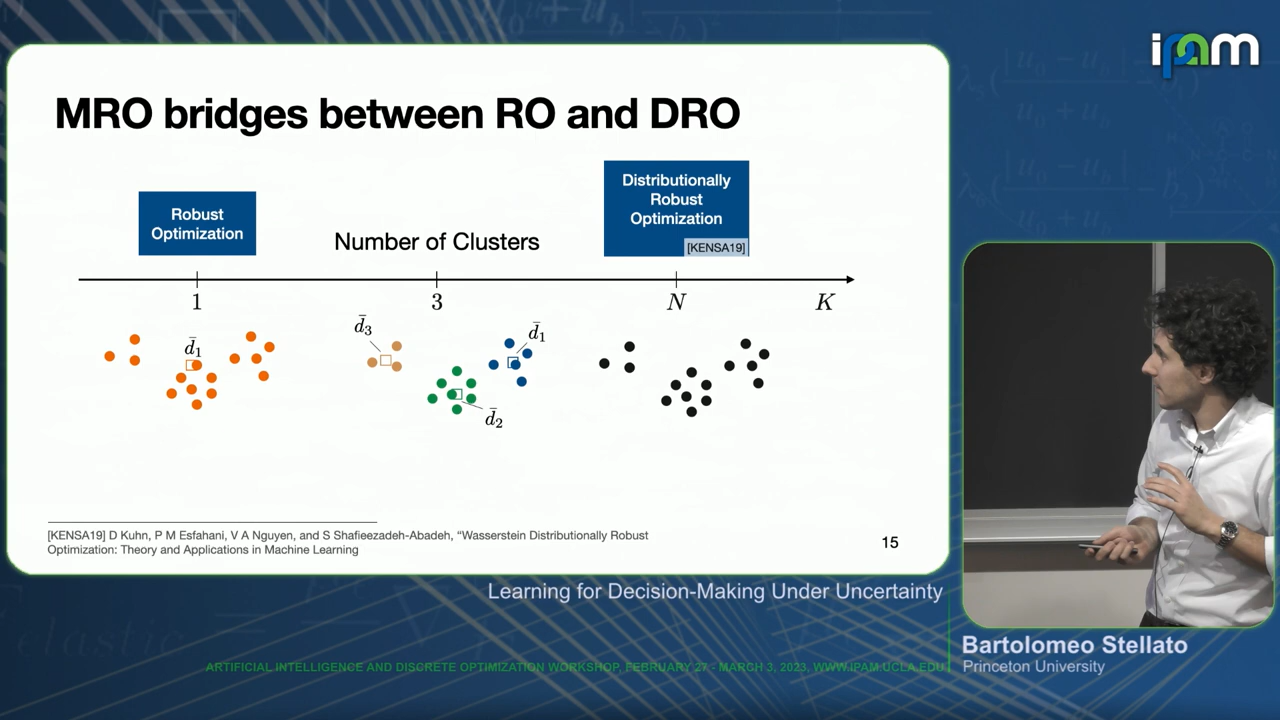 ipam
MRO bridges between RO and DRO
Robust
Optimization
Number of Clusters
Distributionally
Robust
Optimization
[KENSA19]
1
3
N
K
d̄₁
d̄₃
d̄₁
d̄₂
[KENSA19] D Kuhn, P M Esfahani, V A Nguyen, and S Shafieezadeh-Abadeh, “Wasserstein Distributionally Robust
Optimization: Theory and Applications in Machine Learning
15
Learning for Decision-Making Under Uncertainty
Bartolomeo Stellato
Princeton University
ARTIFICIAL INTELLIGENCE AND DISCRETE OPTIMIZATION WORKSHOP, FEBRUARY 27 - MARCH 3, 2023, WWW.IPAM.UCLA.EDU